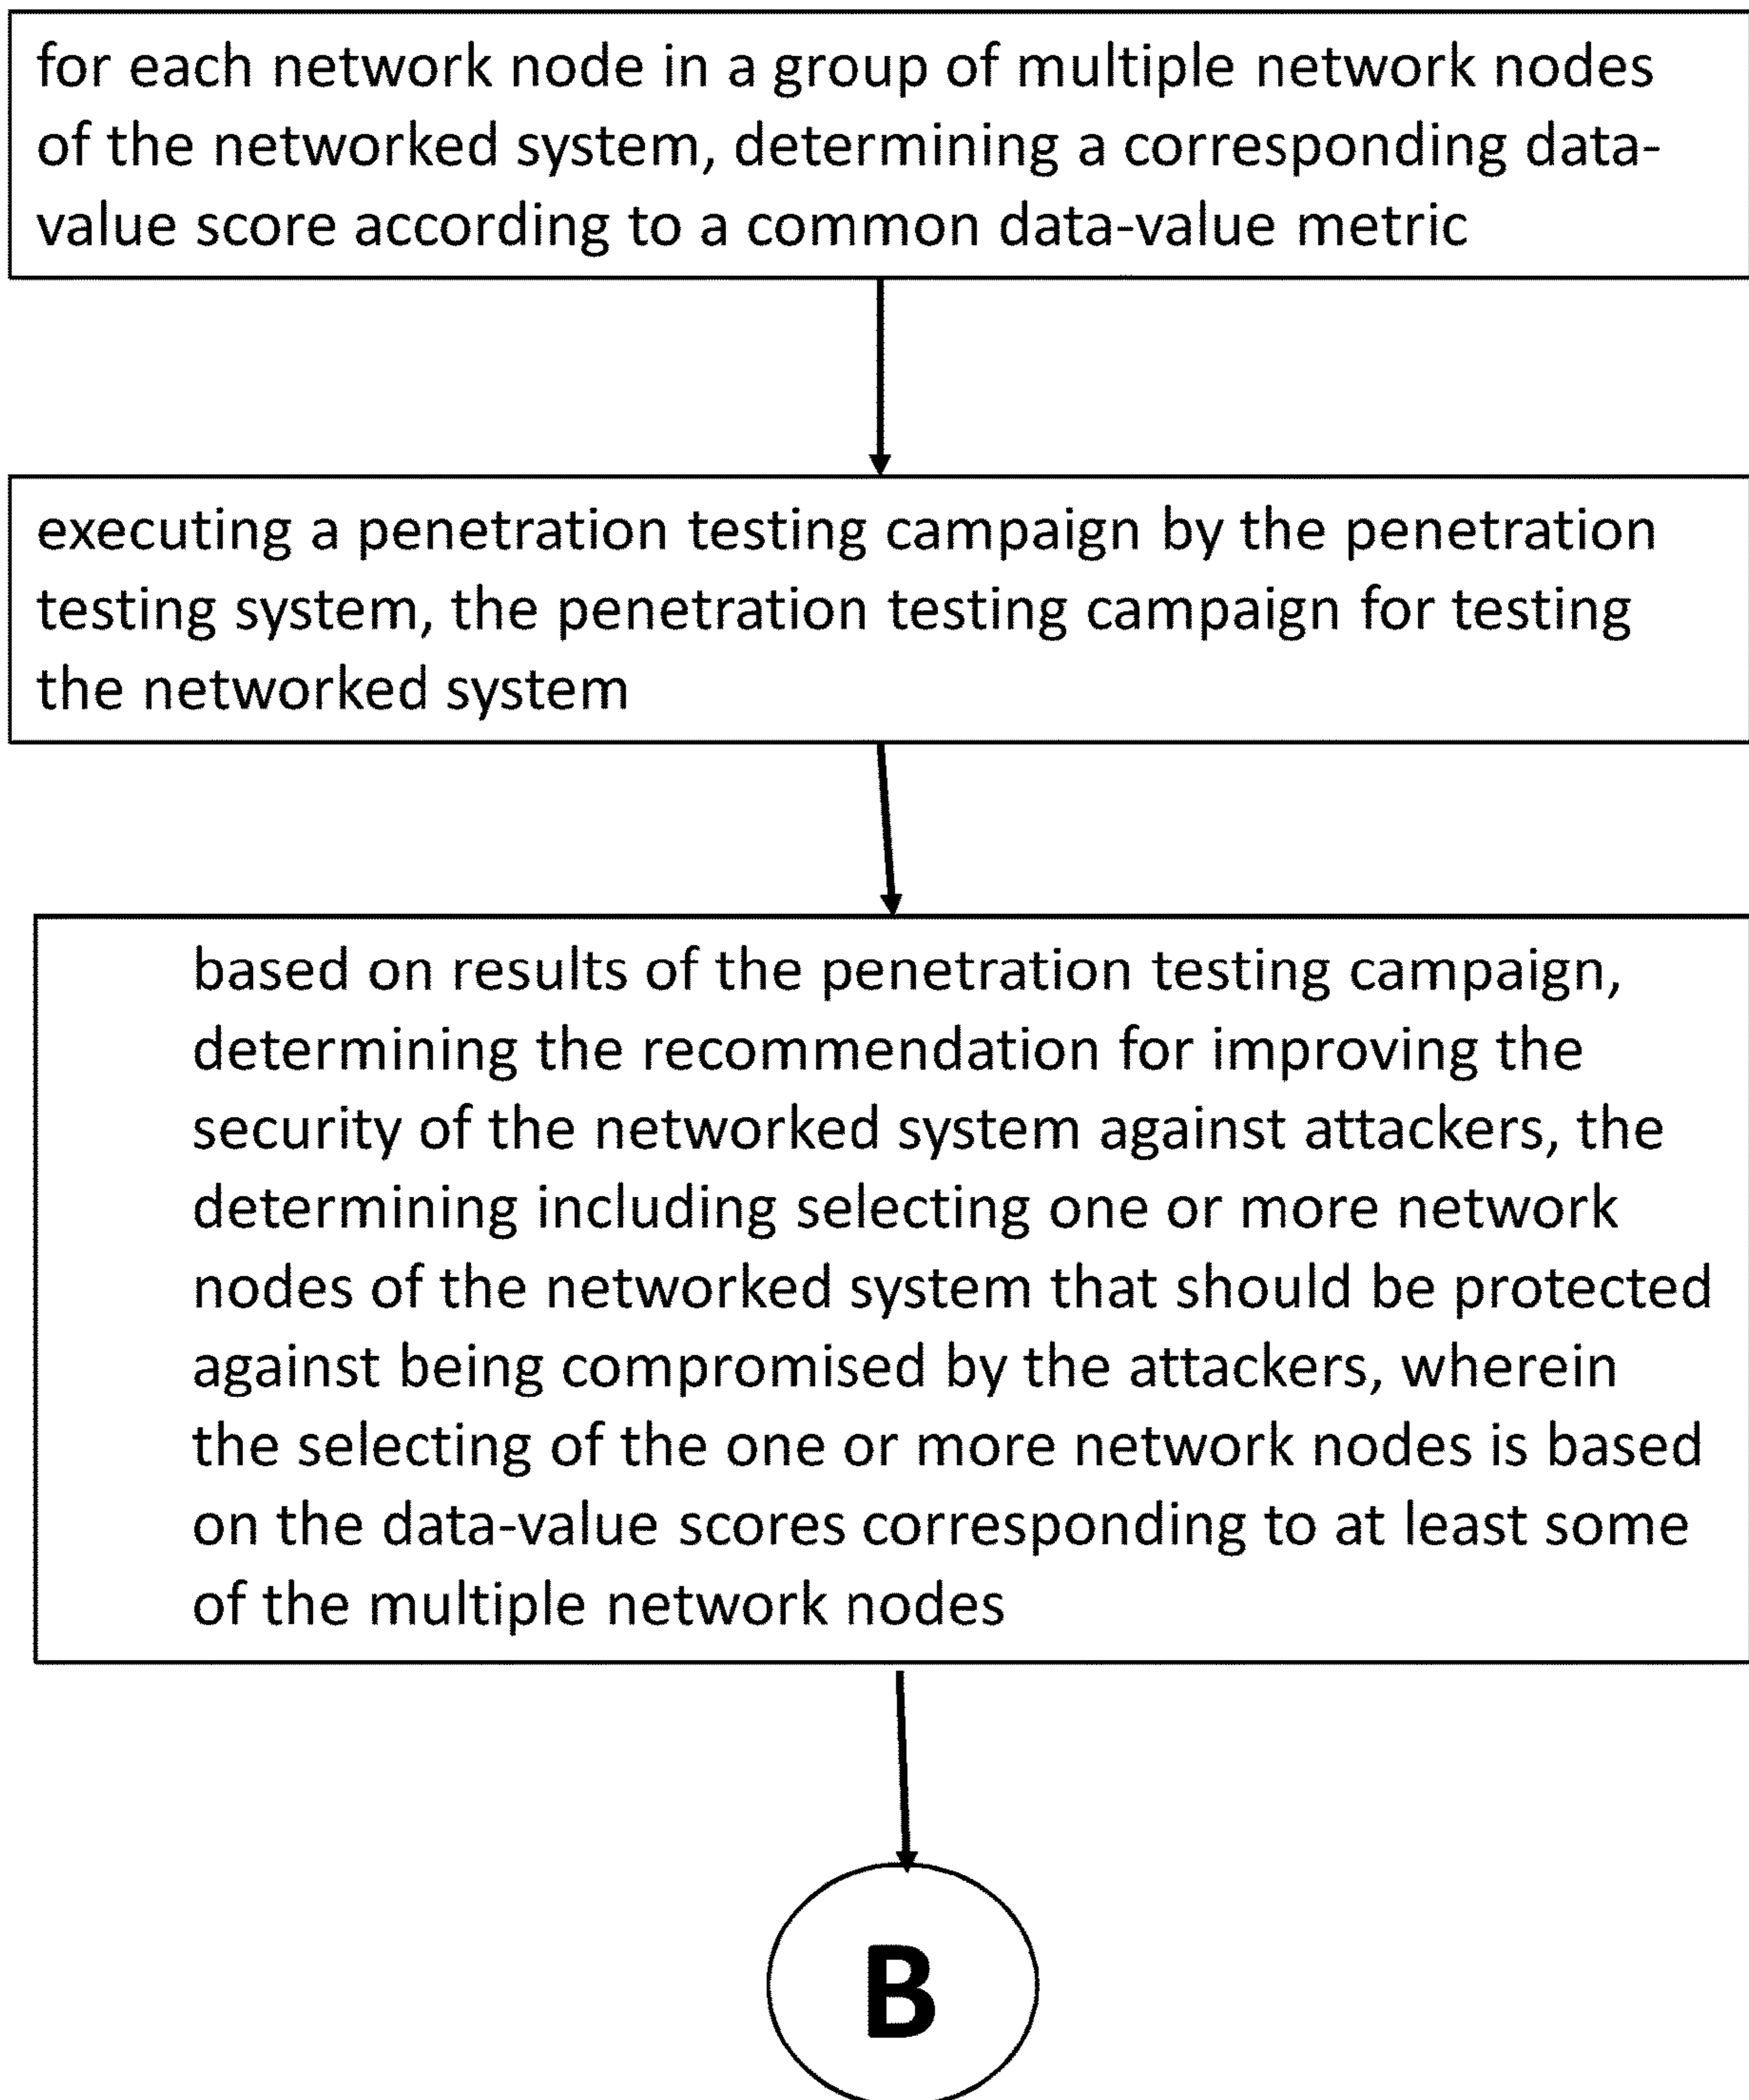 for each network node in a group of multiple network nodes
of the networked system, determining a corresponding data-
value score according to a common data-value metric
executing a penetration testing campaign by the penetration
testing system, the penetration testing campaign for testing
the networked system
based on results of the penetration testing campaign,
determining the recommendation for improving the
security of the networked system against attackers, the
determining including selecting one or more network
nodes of the networked system that should be protected
against being compromised by the attackers, wherein
the selecting of the one or more network nodes is based
on the data-value scores corresponding to at least some
of the multiple network nodes
B